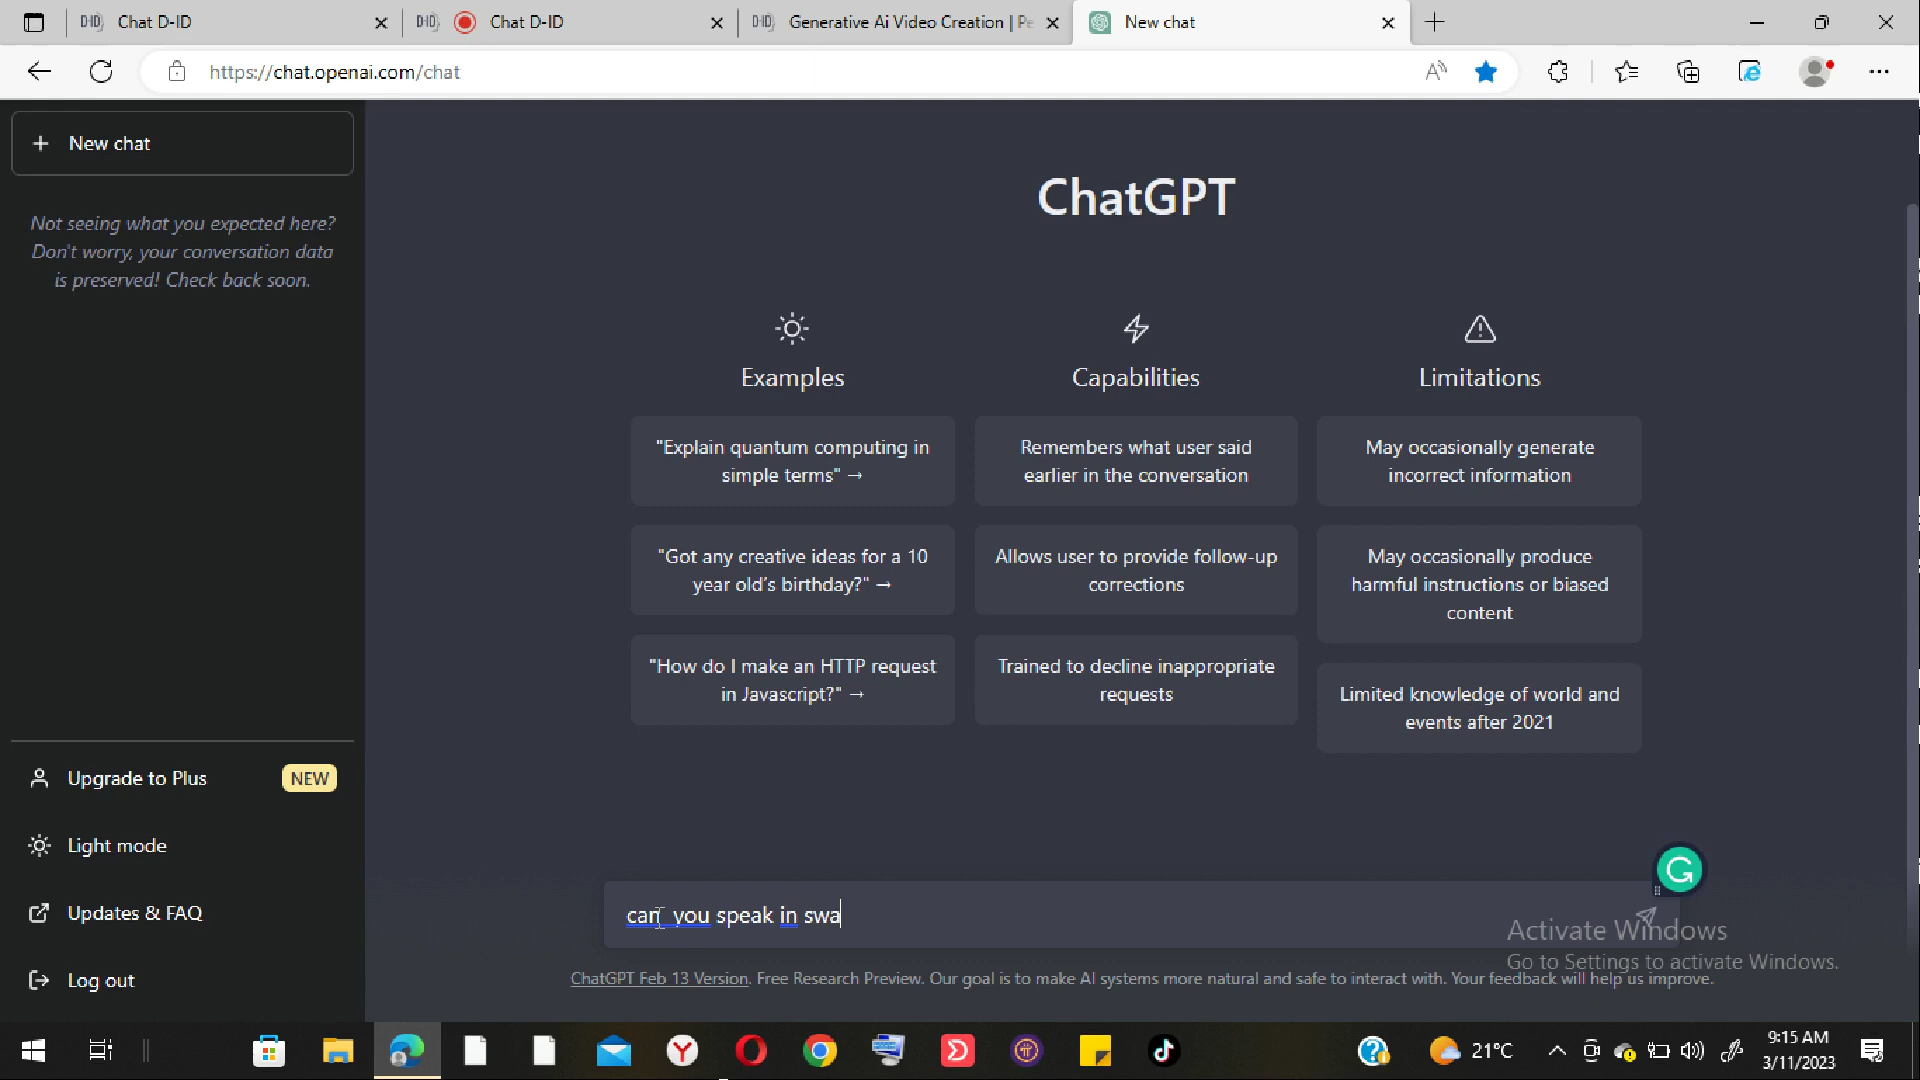 Chat D-ID
Chat D-ID
Generative Ai Video Creation | Pe
New chat
https://chat.openai.com/chat
New chat
Not seeing what you expected here?
Don't worry, your conversation data
is preserved! Check back soon.
ChatGPT
Examples
Capabilities
Limitations
"Explain quantum computing in
simple terms" →
Remembers what user said
earlier in the conversation
May occasionally generate
incorrect information
"Got any creative ideas for a 10
year old's birthday?" →
Allows user to provide follow-up
corrections
May occasionally produce
harmful instructions or biased
content
"How do I make an HTTP request
in Javascript?" →
Trained to decline inappropriate
requests
Limited knowledge of world and
events after 2021
Upgrade to Plus
NEW
Light mode
Updates & FAQ
Log out
can you speak in swa
Activate Windows
Go to Settings to activate Windows.
ChatGPT Feb 13 Version. Free Research Preview. Our goal is to make AI systems more natural and safe to interact with. Your feedback will help us improve.
21°C
9:15 AM
3/11/2023